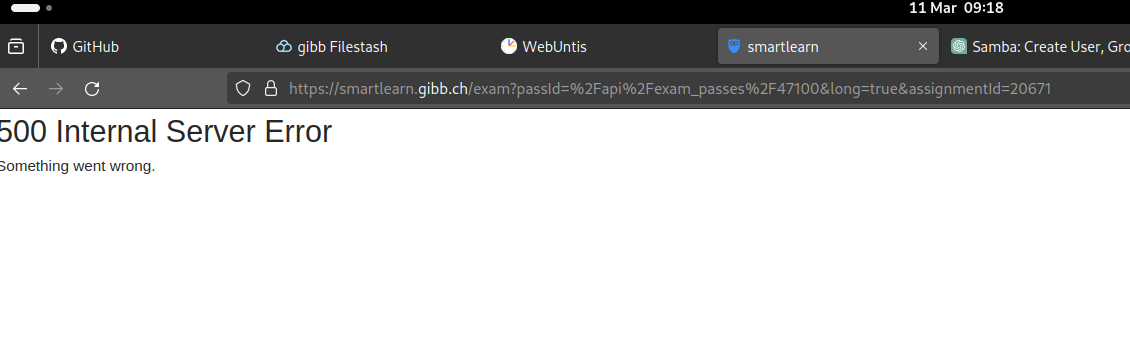 11 Mar 09:18
GitHub
gibb Filestash
WebUntis
smartlearn
Samba: Create User, Gro
https://smartlearn.gibb.ch/exam?passId=%2Fapi%2Fexam_passes%2F47100&long=true&assignmentId=20671
500 Internal Server Error
Something went wrong.